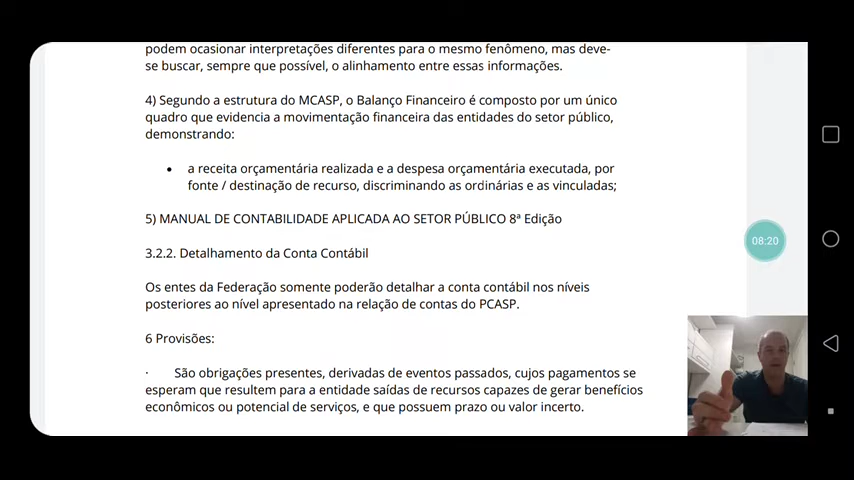 podem ocasionar interpretações diferentes para o mesmo fenômeno, mas deve-
se buscar, sempre que possível, o alinhamento entre essas informações.
4) Segundo a estrutura do MCASP, o Balanço Financeiro é composto por um único
quadro que evidencia a movimentação financeira das entidades do setor público,
demonstrando:
• a receita orçamentária realizada e a despesa orçamentária executada, por
fonte / destinação de recurso, discriminando as ordinárias e as vinculadas;
5) MANUAL DE CONTABILIDADE APLICADA AO SETOR PÚBLICO 8ª Edição
08:20
3.2.2. Detalhamento da Conta Contábil
Os entes da Federação somente poderão detalhar a conta contábil nos níveis
posteriores ao nível apresentado na relação de contas do PCASP.
6 Provisões:
· São obrigações presentes, derivadas de eventos passados, cujos pagamentos se
esperam que resultem para a entidade saídas de recursos capazes de gerar benefícios
econômicos ou potencial de serviços, e que possuem prazo ou valor incerto.